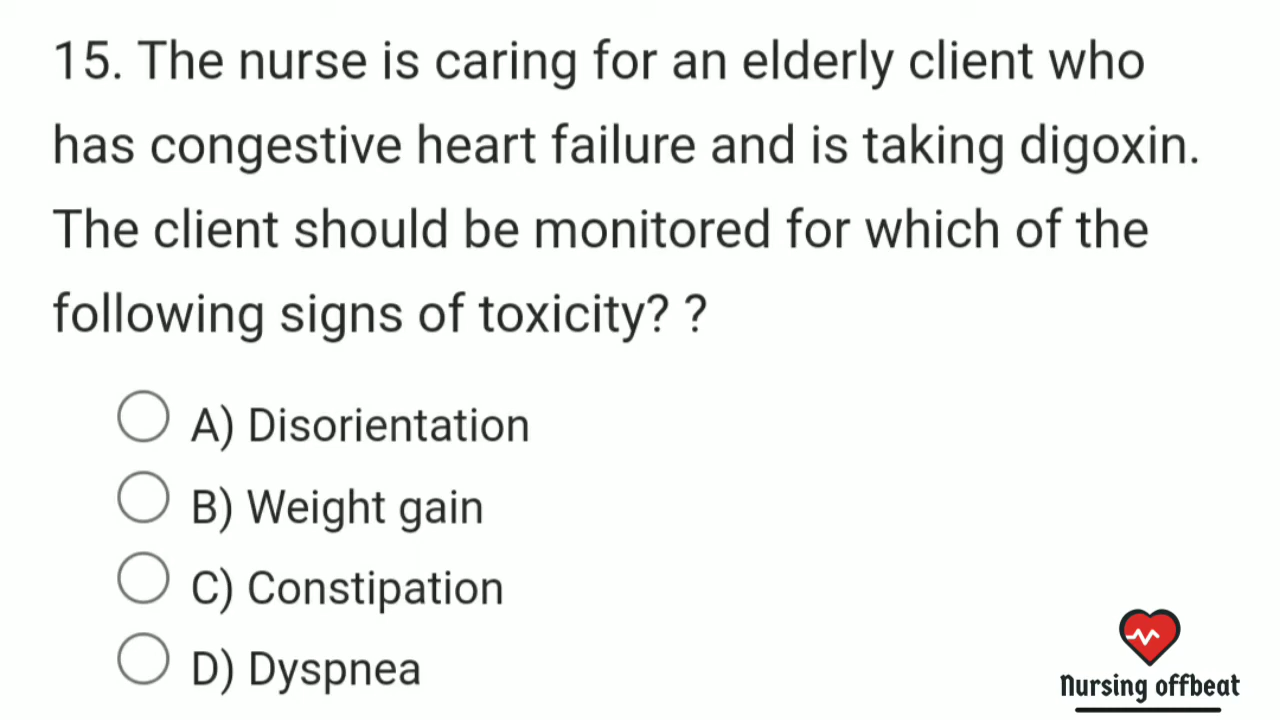 15. The nurse is caring for an elderly client who
has congestive heart failure and is taking digoxin.
The client should be monitored for which of the
following signs of toxicity? ?
A) Disorientation
B) Weight gain
C) Constipation
D) Dyspnea
Nursing offbeat